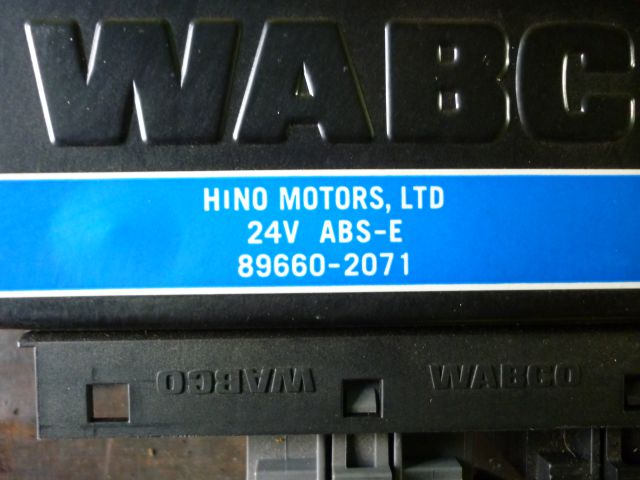 WABC
HINO MOTORS, LTD
24V ABS-E
89660-2071
WABCO WABCO